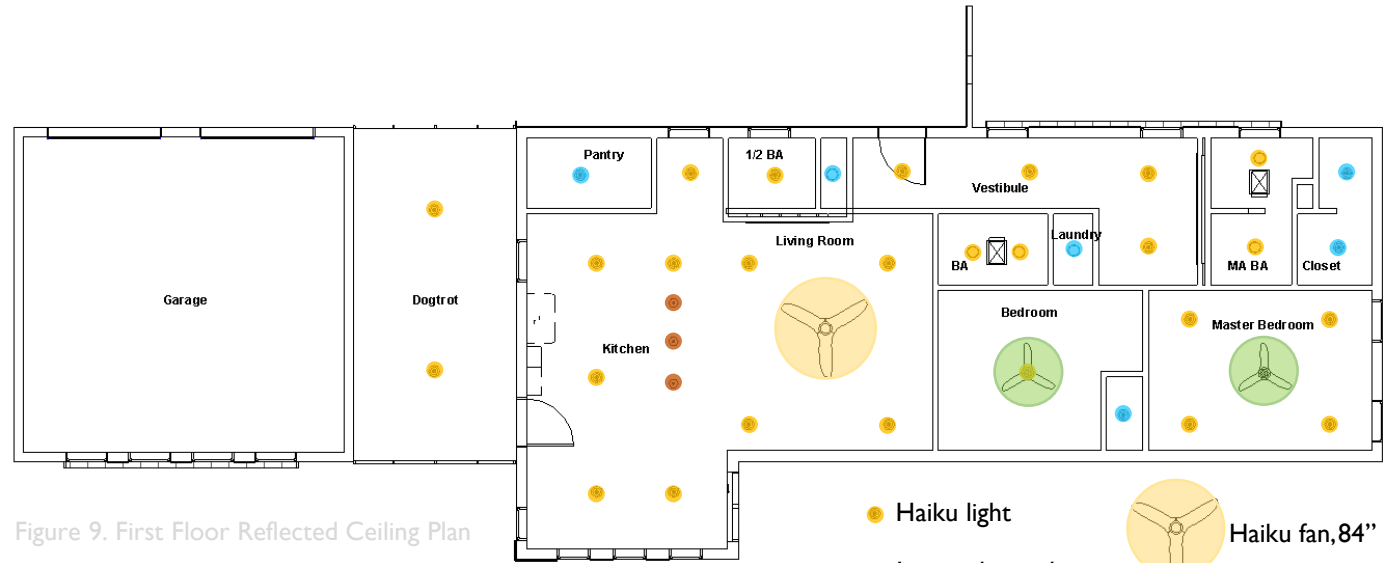 Pantry
1/2 BA
Vestibule
Living Room
Laundry
BA
MA BA
Closet
Garage
Dogtrot
Bedroom
Master Bedroom
Kitchen
Figure 9. First Floor Reflected Ceiling Plan
Haiku light
Haiku fan, 84”